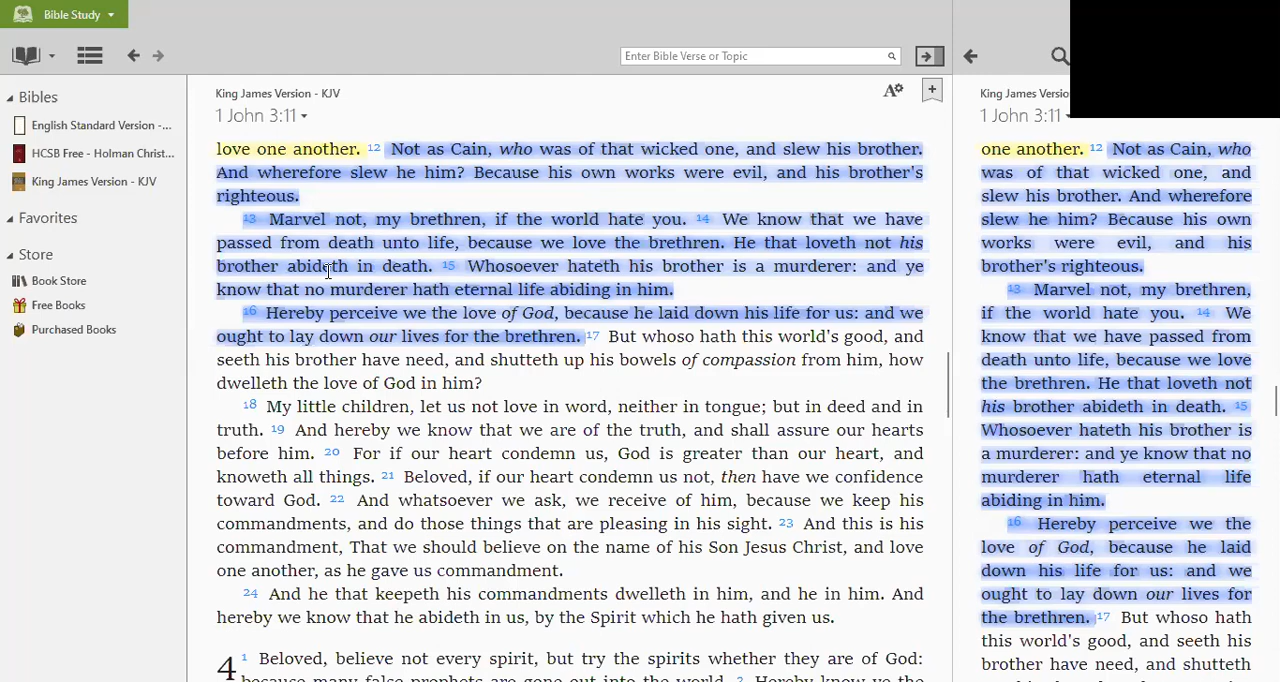 Bible Study
Enter Bible Verse or Topic
Bibles
English Standard Version -...
HCSB Free - Holman Christ...
King James Version - KJV
Favorites
Store
Book Store
Free Books
Purchased Books
King James Version - KJV
1 John 3:11
love one another. 12 Not as Cain, who was of that wicked one, and slew his brother.
And wherefore slew he him? Because his own works were evil, and his brother's
righteous.
13 Marvel not, my brethren, if the world hate you. 14 We know that we have
passed from death unto life, because we love the brethren. He that loveth not his
brother abideth in death. 15 Whosoever hateth his brother is a murderer: and ye
know that no murderer hath eternal life abiding in him.
16 Hereby perceive we the love of God, because he laid down his life for us: and we
ought to lay down our lives for the brethren. 17 But whoso hath this world's good, and
seeth his brother have need, and shutteth up his bowels of compassion from him, how
dwelleth the love of God in him?
18 My little children, let us not love in word, neither in tongue; but in deed and in
truth. 19 And hereby we know that we are of the truth, and shall assure our hearts
before him. 20 For if our heart condemn us, God is greater than our heart, and
knoweth all things. 21 Beloved, if our heart condemn us not, then have we confidence
toward God. 22 And whatsoever we ask, we receive of him, because we keep his
commandments, and do those things that are pleasing in his sight. 23 And this is his
commandment, That we should believe on the name of his Son Jesus Christ, and love
one another, as he gave us commandment.
24 And he that keepeth his commandments dwelleth in him, and he in him. And
hereby we know that he abideth in us, by the Spirit which he hath given us.
4 1 Beloved, believe not every spirit, but try the spirits whether they are of God:
because many false prophets are gone out into the world. 2 Hereby know ye the
King James Versio
1 John 3:11
one another. 12 Not as Cain, who
was of that wicked one, and
slew his brother. And wherefore
slew he him? Because his own
works were evil, and his
brother's righteous.
13 Marvel not, my brethren,
if the world hate you. 14 We
know that we have passed from
death unto life, because we love
the brethren. He that loveth not
his brother abideth in death. 15
Whosoever hateth his brother is
a murderer: and ye know that no
murderer hath eternal life
abiding in him.
16 Hereby perceive we the
love of God, because he laid
down his life for us: and we
ought to lay down our lives for
the brethren. 17 But whoso hath
this world's good, and seeth his
brother have need, and shutteth